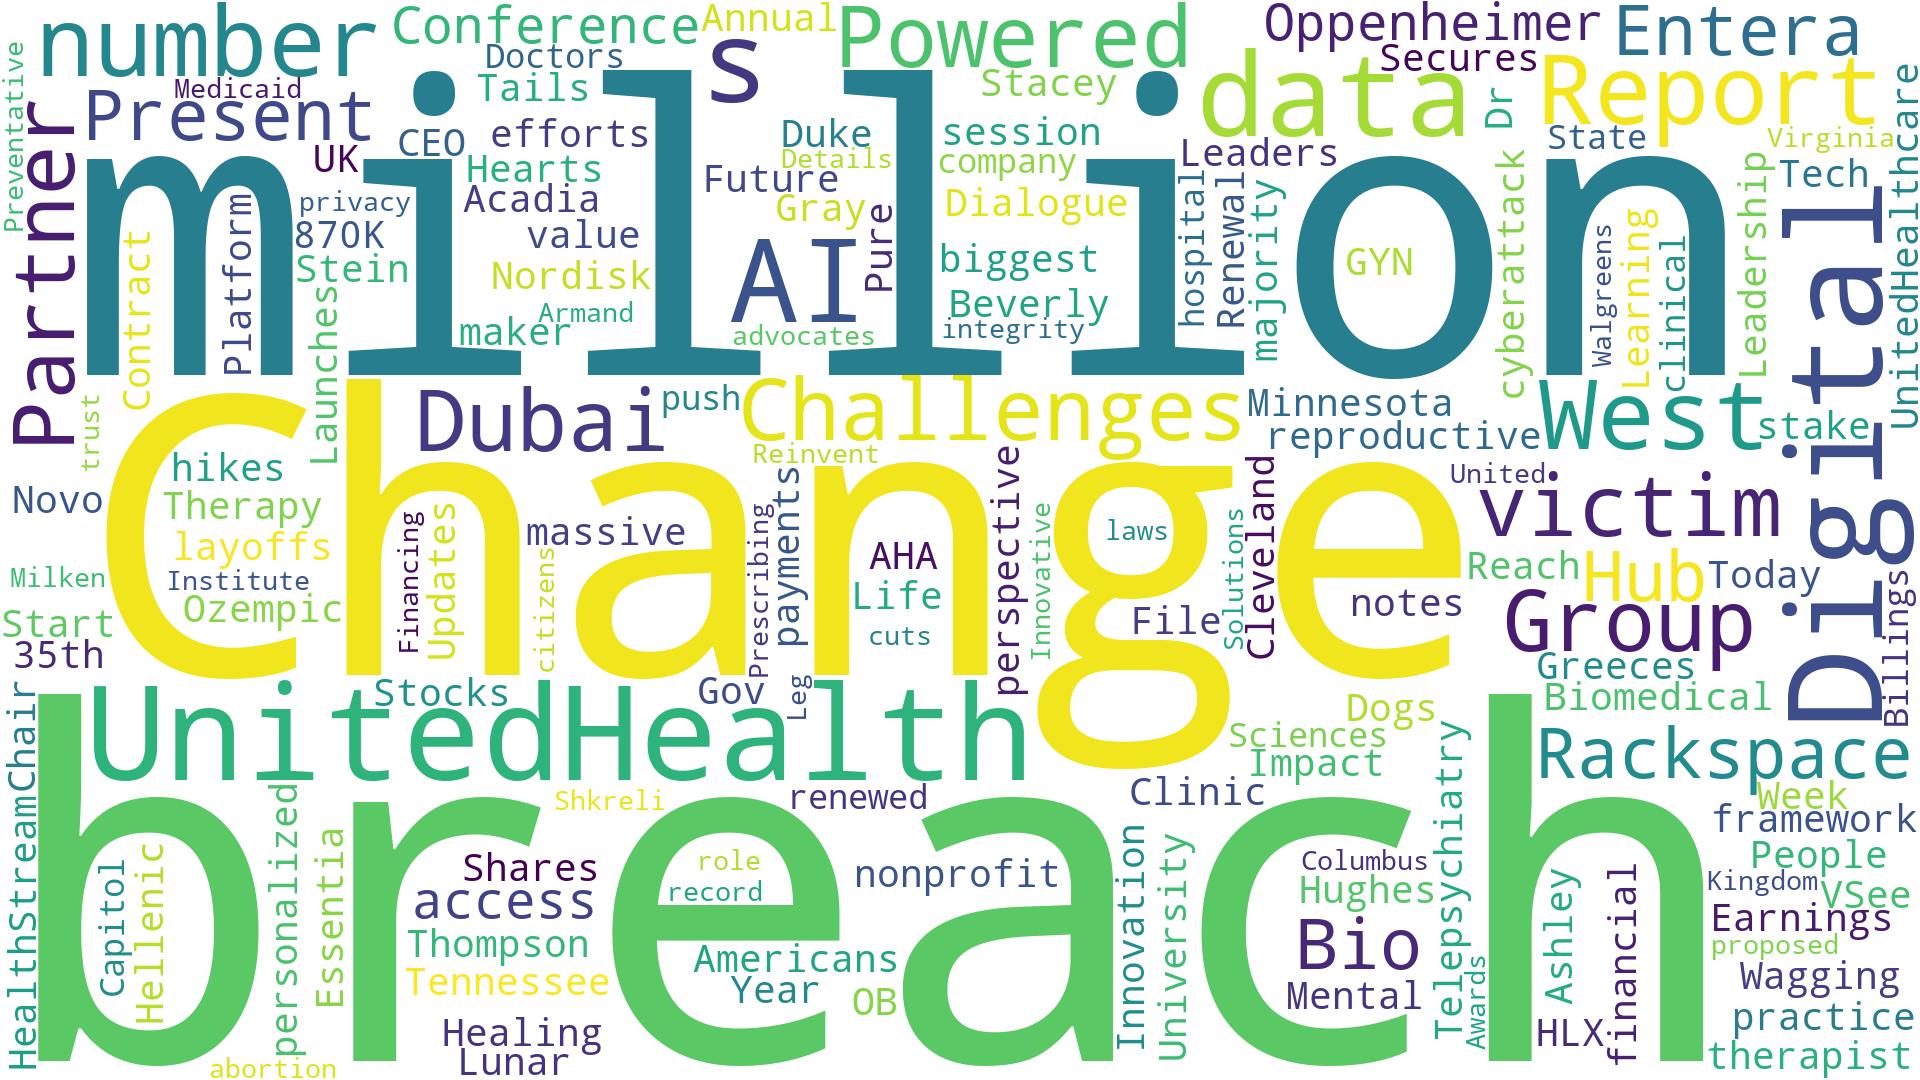 number
Conference
Annual
Powered
Oppenheimer
Entera
Doctors
s
Secures
Preventative
Medicaid
Tails
Stacey
data
Report
Present
CEO
efforts
Duke
session
Dr
State
Virginia
Partner
UK
Hearts
Details
company
Leaders
Tech
million
privacy
Acadia
Future
Dialogue
hospital
Renewal
majority
cyberattack
Leadership
UnitedHealthcare
Contract
Platform
870K
value
Gray
Pure
AI
biggest
GYN
Walgreens
Learning
clinical
Digital
Stein
Launches
Nordisk
Armand
Beverly
maker
advocates
integrity
trust
Dubai
push
Challenges
Minnesota
reproductive
West
stake
hikes
Reinvent
United
Novo
Therapy
Change
massive
Prescribing
payments
perspective
Innovative
laws
Solutions
Cleveland
victim
layoffs
Financing
Updates
citizens
AHA
Reach
Hub
Today
Milken
Institute
Life
Start
Ozempic
cuts
File
notes
Group
Billings
35th
Greeces
HealthStreamChair
UnitedHealth
Stocks
Gov
Leg
Dogs
Biomedical
Sciences
Impact
Rackspace
breach
personalized
Essentia
Shkreli
renewed
Clinic
Telepsychiatry
Week
framework
Capitol
Hellenic
Shares
role
record
nonprofit
Innovation
University
Columbus
Hughes
Ashley
financial
People
Kingdom
VSee
access
Earnings
Thompson
Americans
Bio
proposed
Tennessee
Year
OB
Mental
Awards
Wagging
Healing
HLX
practice
Lunar
abortion
therapist